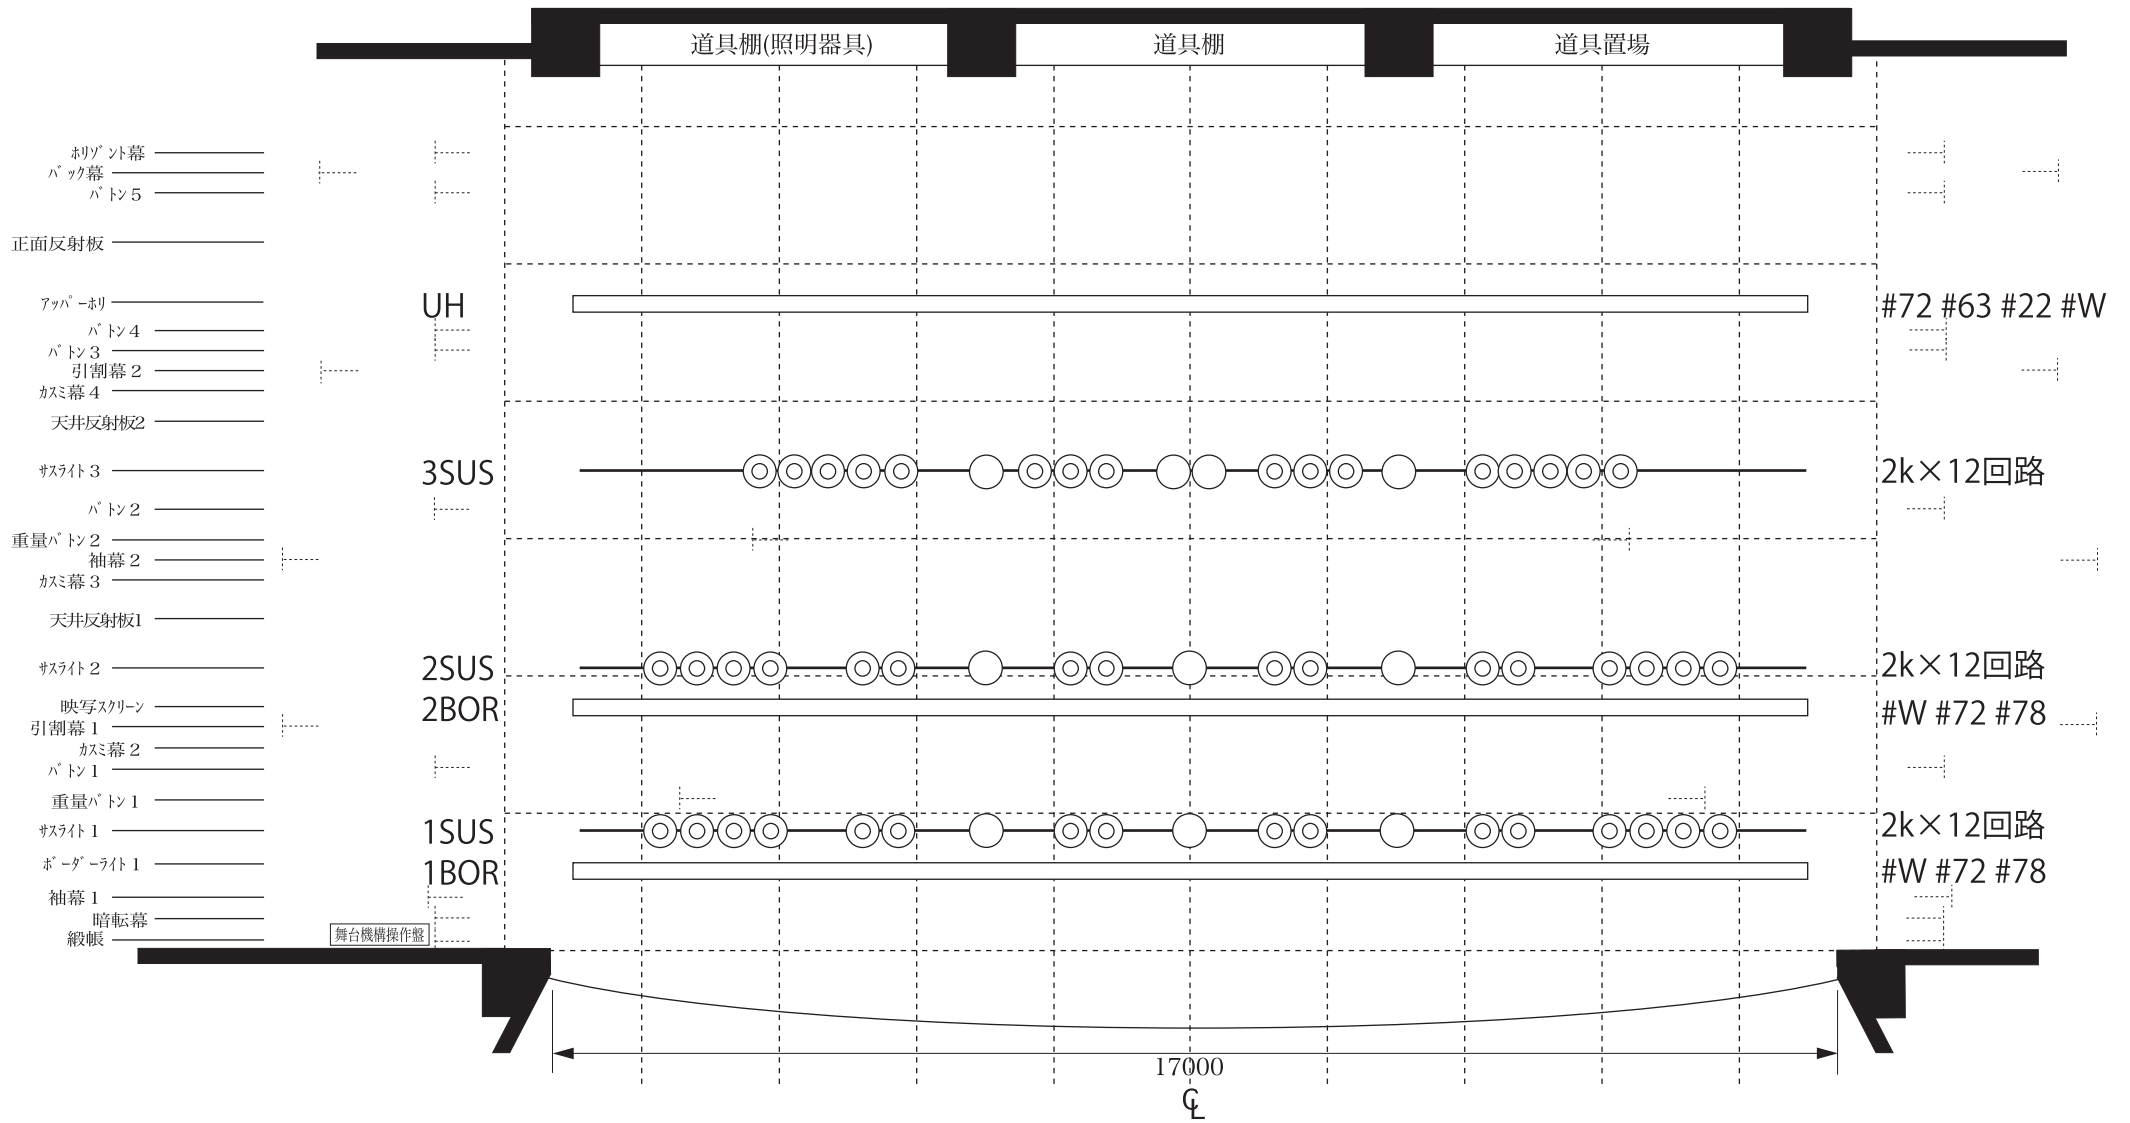 道具棚(照明器具)
道具棚
道具置場
ホリゾント幕
バック幕
バトン5
正面反射板
アッパーホリ
UH
#72 #63 #22 #W
バトン4
バトン3
引割幕2
カスミ幕4
天井反射板2
サスライト3
3SUS
2k×12回路
バトン2
重量バトン2
袖幕2
カスミ幕3
天井反射板1
サスライト2
2SUS
2k×12回路
映写スクリーン
2BOR
#W #72 #78
引割幕1
カスミ幕2
バトン1
重量バトン1
サスライト1
1SUS
2k×12回路
ボーダーライト1
1BOR
#W #72 #78
袖幕1
暗転幕
緞帳
舞台機構操作盤
17000
CL